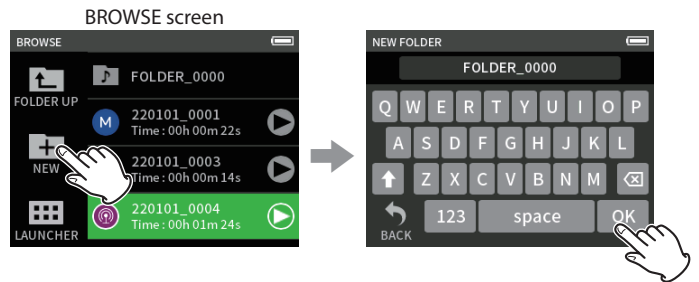 BROWSE screen
BROWSE
FOLDER UP
NEW
LAUNCHER
FOLDER_0000
M
220101_0001
Time : 00h 00m 22s
220101_0003
Time : 00h 00m 14s
220101_0004
Time : 00h 01m 24s
NEW FOLDER
FOLDER_0000
Q W E R T Y U I O P
A S D F G H J K L
Z X C V B N M
BACK
123 space OK